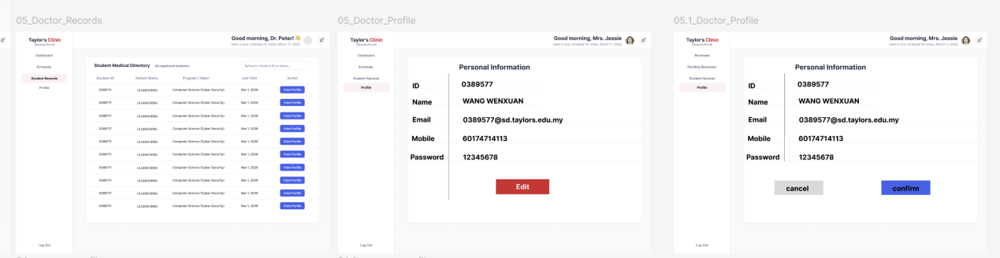 05_Doctor_Records
Taylor's Clinic
Clinician Portal
Dashboard
Schedule
Student Records
Profile
Log Out
Good morning, Dr. Peter! 👋
Here is your schedule for today, March 11, 2026.
Student Medical Directory All registered students.
Search Student ID or Name...
Student ID Patient Name Program / Major Last Visit Action
0388711 LIUJIACHENG Computer Science (Cyber Security) Mar 1, 2026 View Profile
0388711 LIUJIACHENG Computer Science (Cyber Security) Mar 1, 2026 View Profile
0388711 LIUJIACHENG Computer Science (Cyber Security) Mar 1, 2026 View Profile
0388711 LIUJIACHENG Computer Science (Cyber Security) Mar 1, 2026 View Profile
0388711 LIUJIACHENG Computer Science (Cyber Security) Mar 1, 2026 View Profile
0388711 LIUJIACHENG Computer Science (Cyber Security) Mar 1, 2026 View Profile
0388711 LIUJIACHENG Computer Science (Cyber Security) Mar 1, 2026 View Profile
0388711 LIUJIACHENG Computer Science (Cyber Security) Mar 1, 2026 View Profile
0388711 LIUJIACHENG Computer Science (Cyber Security) Mar 1, 2026 View Profile
0388711 LIUJIACHENG Computer Science (Cyber Security) Mar 1, 2026 View Profile
05_Doctor_Profile
Taylor's Clinic
Clinician Portal
Dashboard
Schedule
Student Records
Profile
Log Out
Good morning, Mrs. Jessie
Here is your schedule for today, March 11, 2026.
Personal Information
ID 0389577
Name WANG WENXUAN
Email 0389577@sd.taylors.edu.my
Mobile 60174714113
Password 12345678
Edit
05.1_Doctor_Profile
Taylor's Clinic
Clinician Portal
Reviewed
Pending Reviewed
Student Records
Profile
Log Out
Good morning, Mrs. Jessie
Here is your schedule for today, March 11, 2026.
Personal Information
ID 0389577
Name WANG WENXUAN
Email 0389577@sd.taylors.edu.my
Mobile 60174714113
Password 12345678
cancel confirm